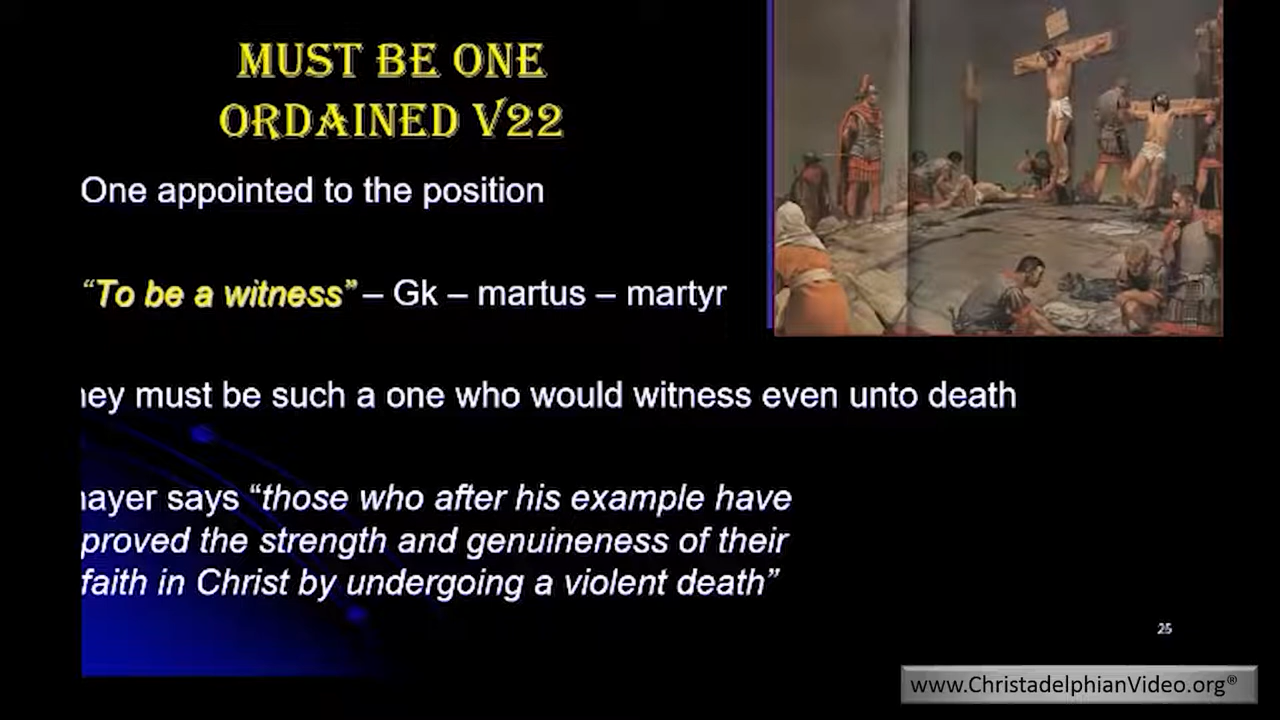 MUST BE ONE
ORDAINED V22
One appointed to the position
“To be a witness” – Gk – martus – martyr
hey must be such a one who would witness even unto death
hayer says “those who after his example have
proved the strength and genuineness of their
faith in Christ by undergoing a violent death”
25
www.ChristadelphianVideo.org®